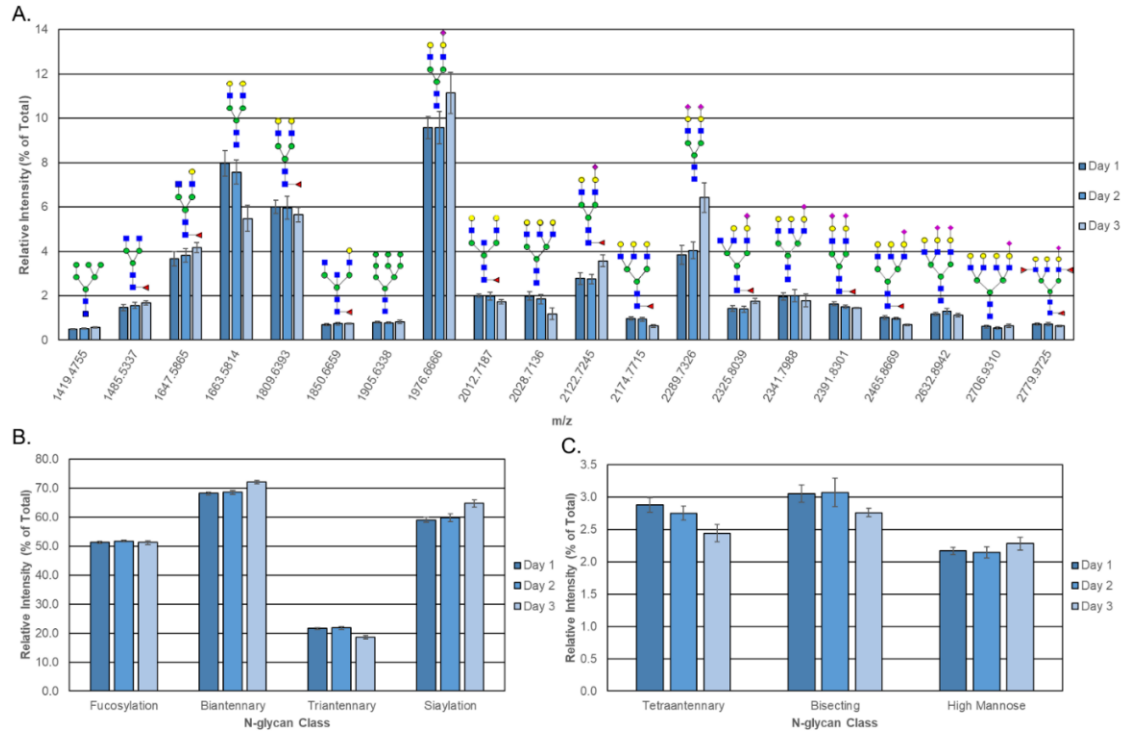 A.
14
12
10
8
6
4
2
0
Relative Intensity (% of Total)
Day 1
Day 2
Day 3
1419.4755
1485.5337
1647.5865
1663.5814
1809.6393
1850.6659
1905.6338
1976.6666
2012.7187
2028.7136
2122.7245
2174.7715
2289.7326
2325.8039
2341.7988
2391.8301
2465.8669
2632.8942
2706.9310
2779.9725
m/z
B.
80.0
70.0
60.0
50.0
40.0
30.0
20.0
10.0
0.0
Relative Intensity (% of Total)
Day 1
Day 2
Day 3
Fucosylation Biantennary Triantennary Siaylation
N-glycan Class
C.
3.5
3.0
2.5
2.0
1.5
1.0
0.5
0.0
Relative Intensity (% of Total)
Day 1
Day 2
Day 3
Tetraantennary Bisecting High Mannose
N-glycan Class